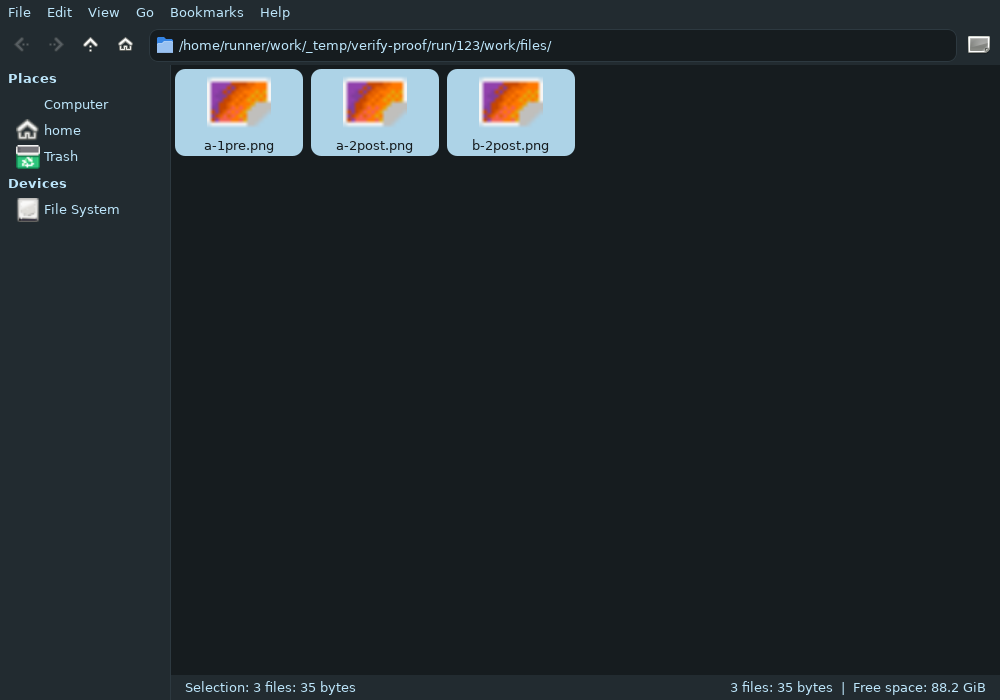 File Edit View Go Bookmarks Help
/home/runner/work/_temp/verify-proof/run/123/work/files/
Places
Computer
home
Trash
Devices
File System
a-1pre.png a-2post.png b-2post.png
Selection: 3 files: 35 bytes 3 files: 35 bytes | Free space: 88.2 GiB